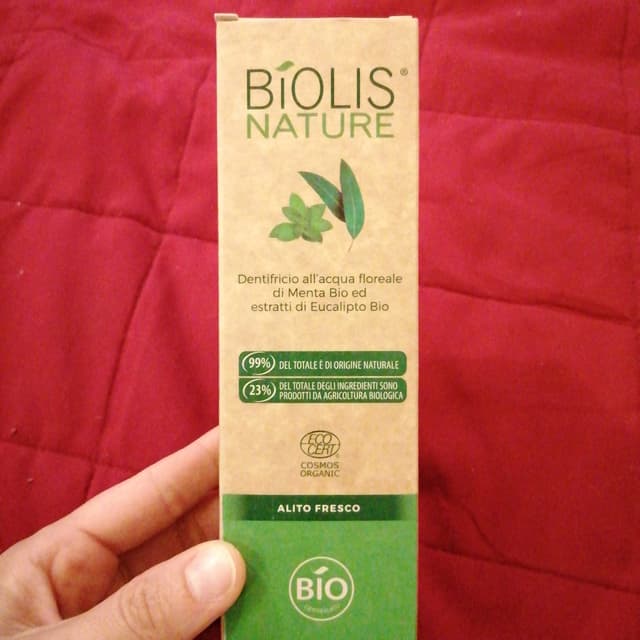 BIOLIS®
NATURE
Dentifricio all'acqua floreale
di Menta Bio ed
estratti di Eucalipto Bio
99% DEL TOTALE È DI ORIGINE NATURALE
23% DEL TOTALE DEGLI INGREDIENTI SONO
PRODOTTI DA AGRICOLTURA BIOLOGICA
ECO
CERT
COSMOS
ORGANIC
ALITO FRESCO
BIO